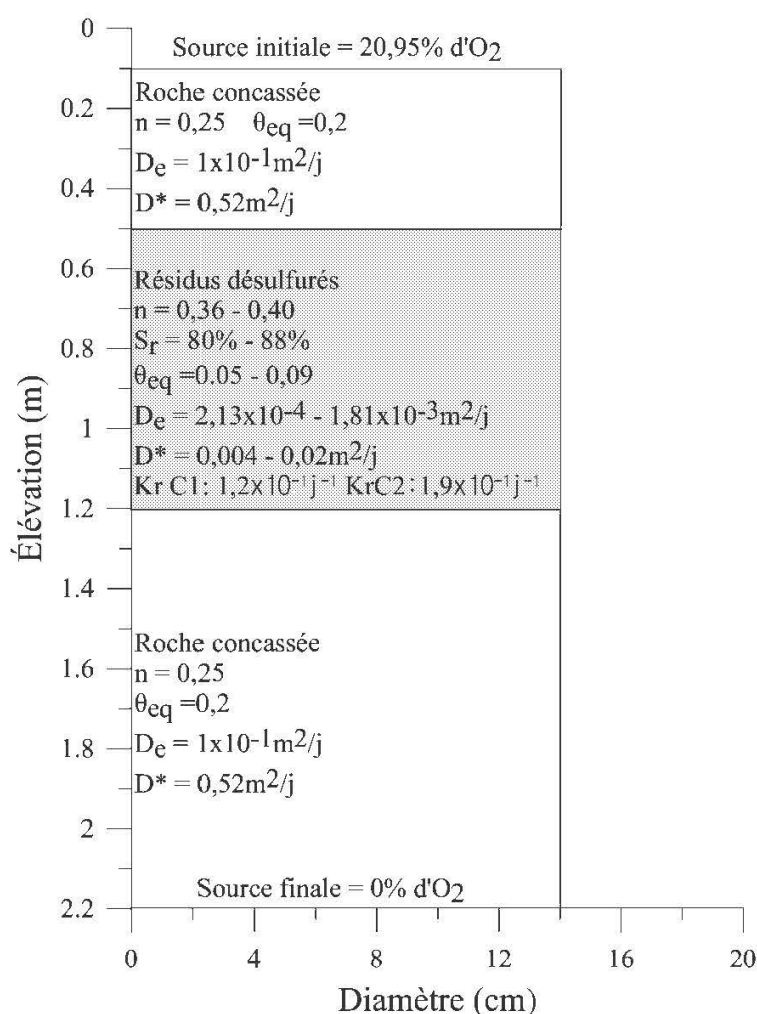 0
Source initiale = 20,95% d'O2
Roche concassée
0.2
n = 0,25 θeq =0,2
De = 1x10-1m2/j
0.4
D* = 0,52m2/j
0.6
Résidus désulfurés
n = 0,36 - 0,40
0.8
Sr = 80% - 88%
θeq =0.05 - 0,09
1
De = 2,13x10-4 - 1,81x10-3m2/j
D* = 0,004 - 0,02m2/j
Kr C1: 1,2x10⁻¹j⁻¹ KrC2:1,9x10⁻¹j⁻¹
1.2
Élévation (m)
1.4
Roche concassée
1.6
n = 0,25
θeq =0,2
1.8
De = 1x10-1m2/j
D* = 0,52m2/j
2
Source finale = 0% d'O2
2.2
0 4 8 12 16 20
Diamètre (cm)